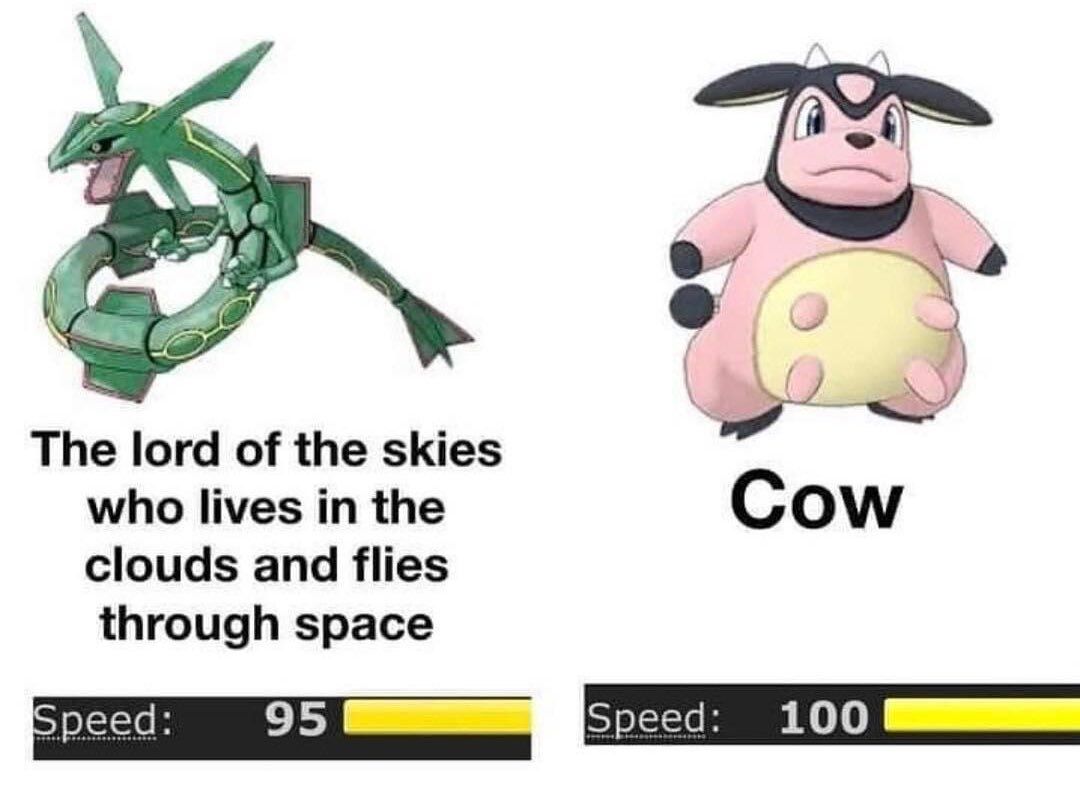 The lord of the skies
who lives in the
clouds and flies
through space
Speed: 95
Cow
Speed: 100